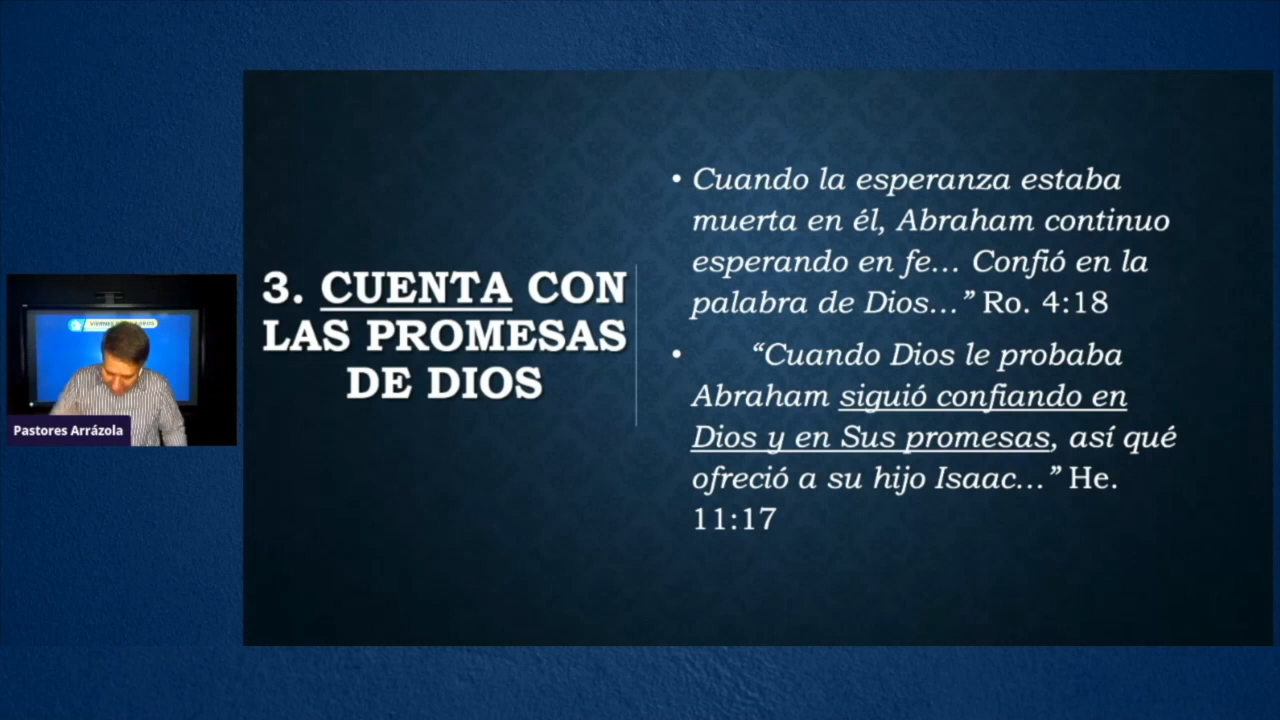 3. CUENTA CON
LAS PROMESAS
DE DIOS
• Cuando la esperanza estaba
muerta en él, Abraham continuo
esperando en fe... Confió en la
palabra de Dios...” Ro. 4:18
• “Cuando Dios le probaba
Abraham siguió confiando en
Dios y en Sus promesas, así qué
ofreció a su hijo Isaac...” He.
11:17
Pastores Arrázola